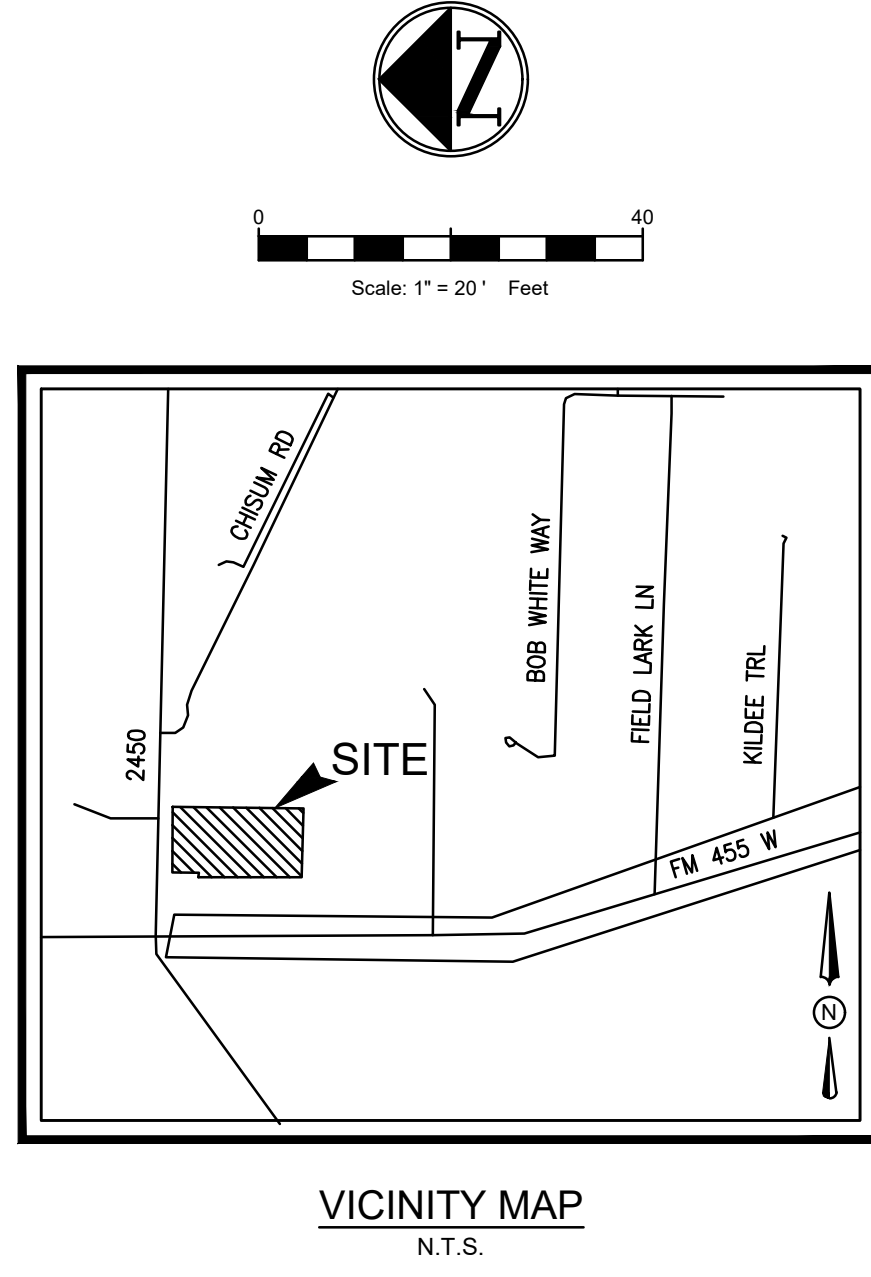 N
0 40
Scale: 1" = 20 ' Feet
CHISUM RD
BOB WHITE WAY
FIELD LARK LN
KILDEE TRL
2450
SITE
FM 455 W
N
VICINITY MAP
N.T.S.